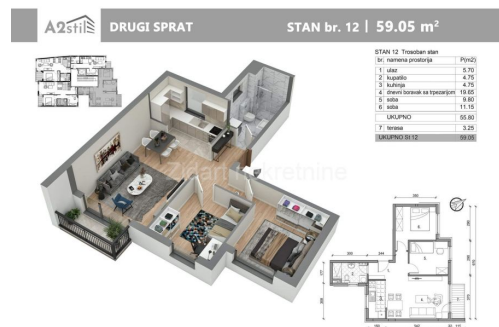 A2stil
DRUGI SPRAT
STAN br. 12 | 59.05 m²
STAN 12 Trosoban stan
br. namena prostorija P(m2)
1 ulaz 5.70
2 kupatilo 4.75
3 kuhinja 4.75
4 dnevni boravak sa trpezarijom 19.65
5 soba 9.80
6 soba 11.15
UKUPNO 55.80
7 terasa 3.25
UKUPNO S 12 59.05